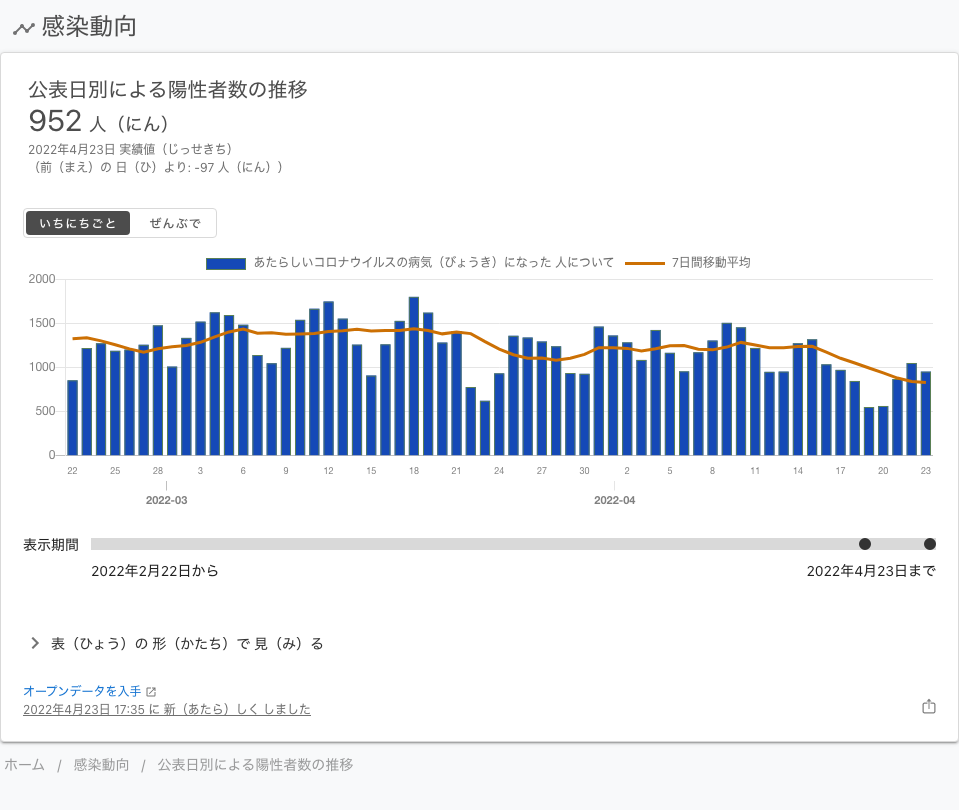 感染動向
公表日別による陽性者数の推移
952 人（にん）
2022年4月23日 実績値（じっせきち）
（前（まえ）の 日（ひ）より: -97 人（にん））
いちにちごと ぜんぶで
あたらしいコロナウイルスの病気（びょうき）になった 人について 7日間移動平均
2000
1500
1000
500
0
22 25 28 3 6 9 12 15 18 21 24 27 30 2 5 8 11 14 17 20 23
2022-03 2022-04
表示期間
2022年2月22日から 2022年4月23日まで
表（ひょう）の 形（かたち）で 見（み）る
オープンデータを入手
2022年4月23日 17:35 に 新（あたら）しく しました
ホーム / 感染動向 / 公表日別による陽性者数の推移